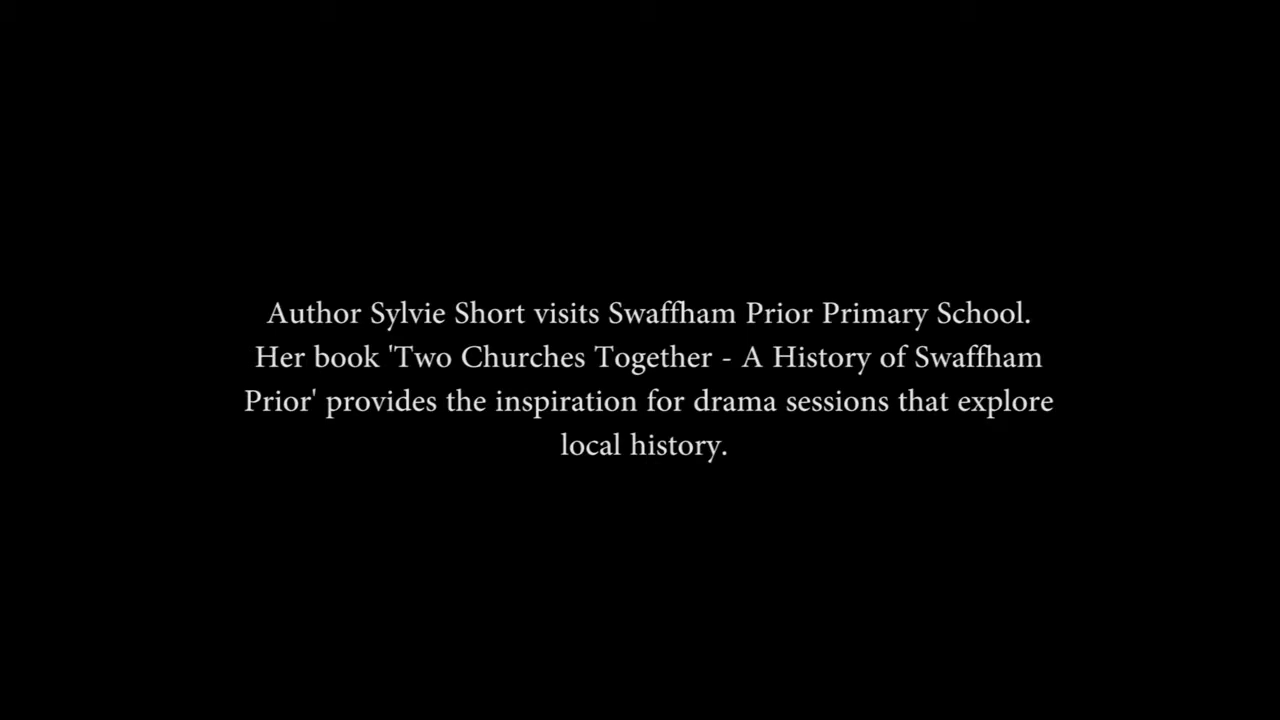 Author Sylvie Short visits Swaffham Prior Primary School.
Her book 'Two Churches Together - A History of Swaffham
Prior' provides the inspiration for drama sessions that explore
local history.